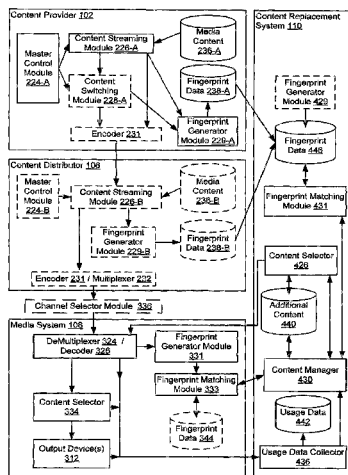 Content Provider 102
Master
Control
Module
224-A
Content Streaming
Module 226-A
Media
Content
236-A
Content
Switching
Module 228-A
Fingerprint
Data 238-A
Fingerprint
Generator
Module 229-A
Encoder 231
Content Distributor 106
Master
Control
Module
224-B
Content Streaming
Module 226-B
Media
Content
236-B
Fingerprint
Generator
Module 229-B
Fingerprint
Data 238-B
Encoder 231 / Multiplexer 232
Channel Selector Module 336
Media System 108
DeMultiplexer 324 /
Decoder 326
Fingerprint
Generator Module
331
Fingerprint Matching
Module 333
Content Selector
334
Fingerprint
Data 344
Output Device(s)
312
Content Replacement
System 110
Fingerprint
Generator
Module 429
Fingerprint
Data 446
Fingerprint Matching
Module 431
Content Selector
428
Additional
Content
440
Content Manager
430
Usage Data
442
Usage Data Collector
436